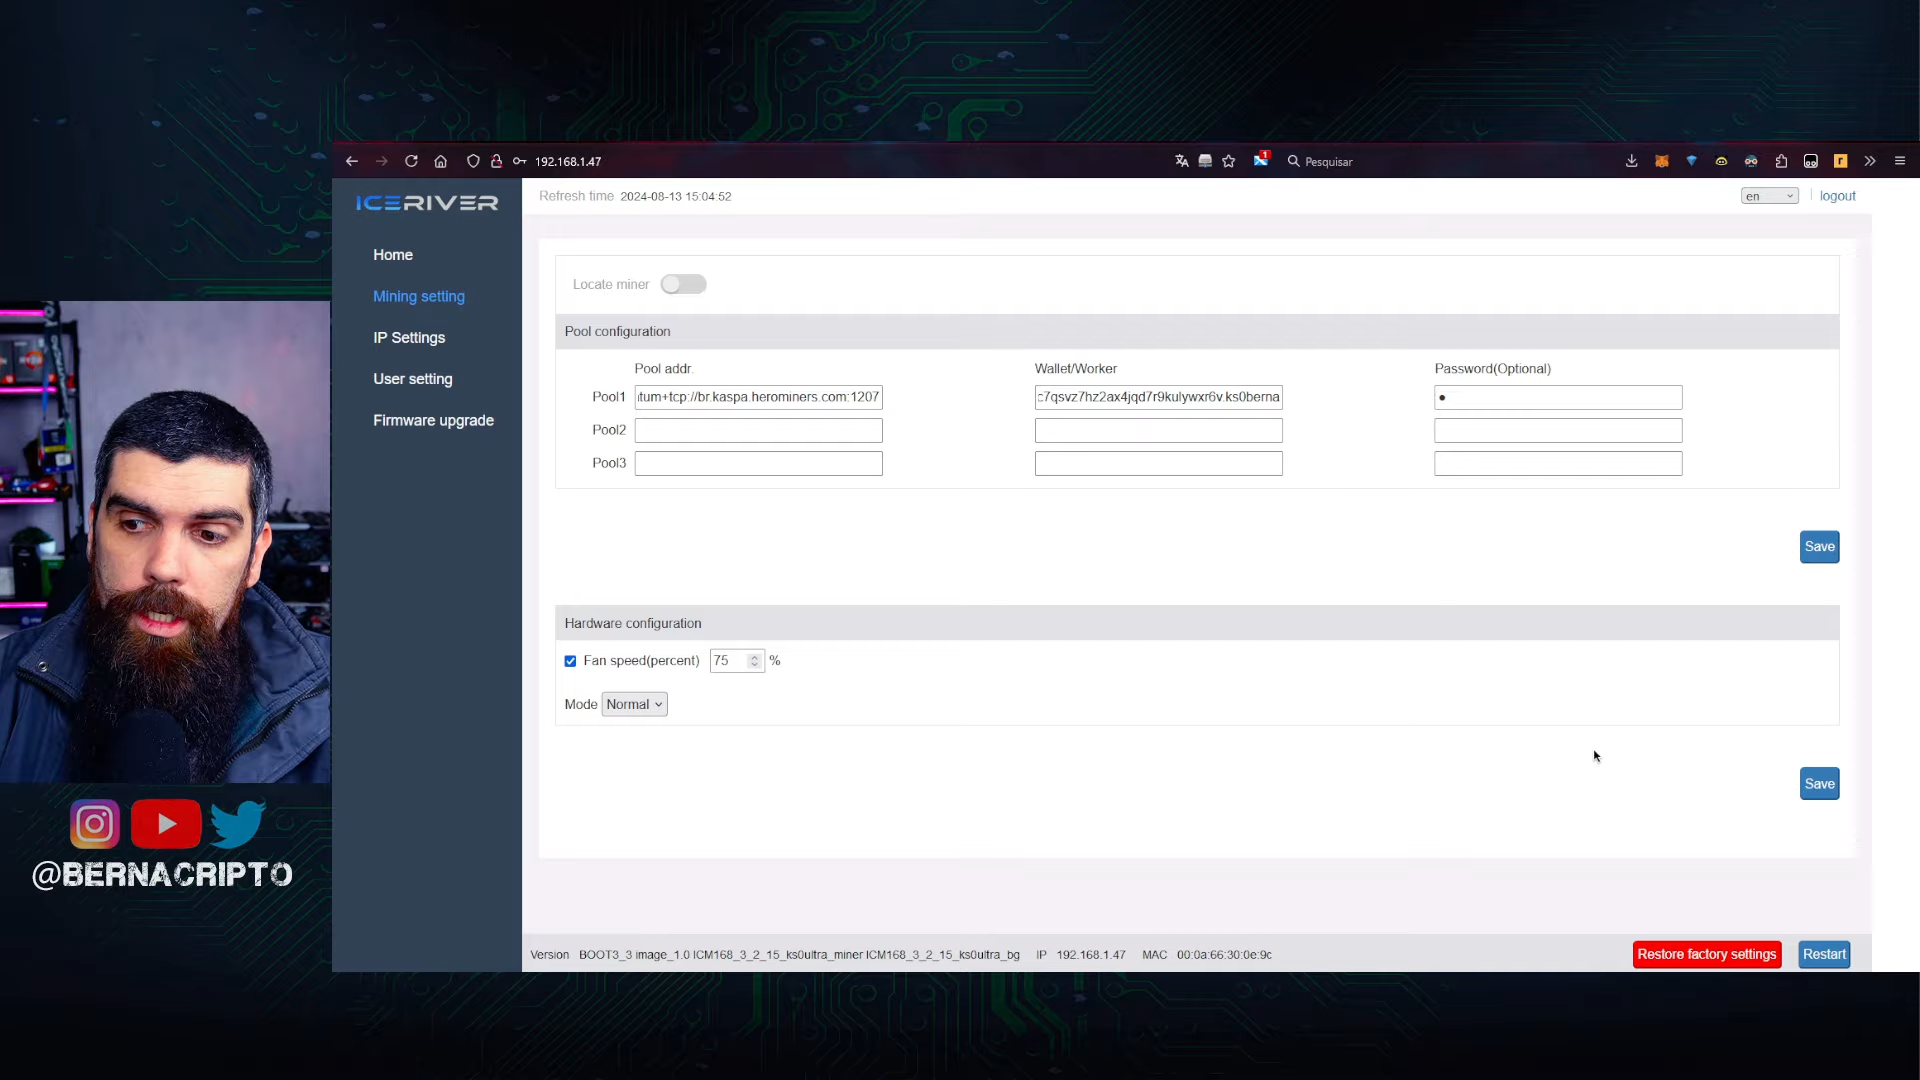 192.168.1.47
1
Pesquisar
r
ICERIVER
Refresh time 2024-08-13 15:04:52
en
logout
Home
Mining setting
IP Settings
User setting
Firmware upgrade
Locate miner
Pool configuration
Pool addr. Wallet/Worker Password(Optional)
Pool1 tum+tcp://br.kaspa.herominers.com:1207 c7qsvz7hz2ax4jqd7r9kulywxr6v.ks0berna ●
Pool2
Pool3
Save
Hardware configuration
Fan speed(percent) 75 %
Mode Normal
Save
@BERNACRIPTO
Version BOOT3_3 image_1.0 ICM168_3_2_15_ks0ultra_miner ICM168_3_2_15_ks0ultra_bg IP 192.168.1.47 MAC 00:0a:66:30:0e:9c
Restore factory settings
Restart